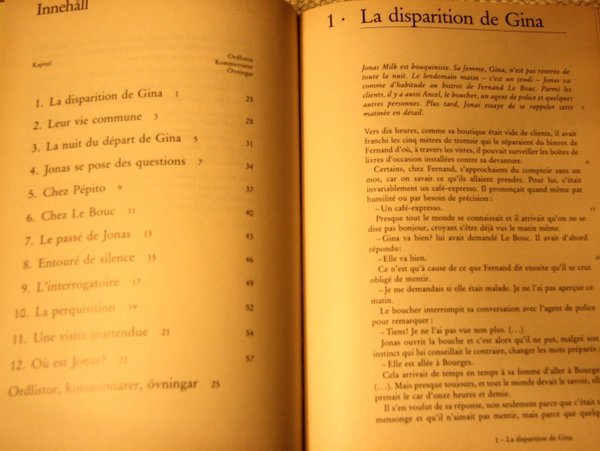 Innehåll
Kapitel
Ordlistor
Kommentarer
Övningar
1. La disparition de Gina 1 25
2. Leur vie commune 3 28
3. La nuit du départ de Gina 5 31
4. Jonas se pose des questions 7 34
5. Chez Pépito 9 37
6. Chez Le Bouc 11 40
7. Le passé de Jonas 13 43
8. Entouré de silence 15 46
9. L'interrogatoire 17 49
10. La perquisition 19 52
11. Une visite inattendue 21 54
12. Où est Jonas? 23 57
Ordlistor, kommentarer, övningar 25
1 · La disparition de Gina
Jonas Milk est bouquiniste. Sa femme, Gina, n'est pas rentrée de
toute la nuit. Le lendemain matin – c'est un jeudi – Jonas va
comme d'habitude au bistrot de Fernand Le Bouc. Parmi les
clients, il y a aussi Ancel, le boucher, un agent de police et quelques
autres personnes. Plus tard, Jonas essaye de se rappeler cette
matinée en détail.
Vers dix heures, comme sa boutique était vide de clients, il avait
franchi les cinq mètres de trottoir qui le séparaient du bistrot de
Fernand d'où, à travers les vitres, il pouvait surveiller les boîtes de
livres d'occasion installées contre sa devanture.
Certains, chez Fernand, s'approchaient du comptoir sans un
mot, car on savait ce qu'ils allaient prendre. Pour lui, c'était
invariablement un café-expresso. Il prononçait quand même par
humilité ou par besoin de précision:
– Un café-expresso.
Presque tout le monde se connaissait et il arrivait qu'on ne se
dise pas bonjour, croyant s'être déjà vus le matin même.
– Gina va bien? lui avait demandé Le Bouc. Il avait d'abord
répondu:
– Elle va bien.
Ce n'est qu'à cause de ce que Fernand dit ensuite qu'il se crut
obligé de mentir.
– Je me demandais si elle était malade. Je ne l'ai pas aperçue ce
matin.
Le boucher interrompit sa conversation avec l'agent de police
pour remarquer:
– Tiens! Je ne l'ai pas vue non plus. (...)
Jonas ouvrit la bouche et c'est alors qu'il ne put, malgré son
instinct qui lui conseillait le contraire, changer les mots préparés:
– Elle est allée à Bourges.
Cela arrivait de temps en temps à sa femme d'aller à Bourges
(...). Mais presque toujours, et tout le monde devait le savoir, elle
prenait le car d'onze heures et demie.
Il s'en voulut de sa réponse, non seulement parce que c'était un
mensonge et qu'il n'aimait pas mentir, mais parce que quelque
1 – La disparition de Gina